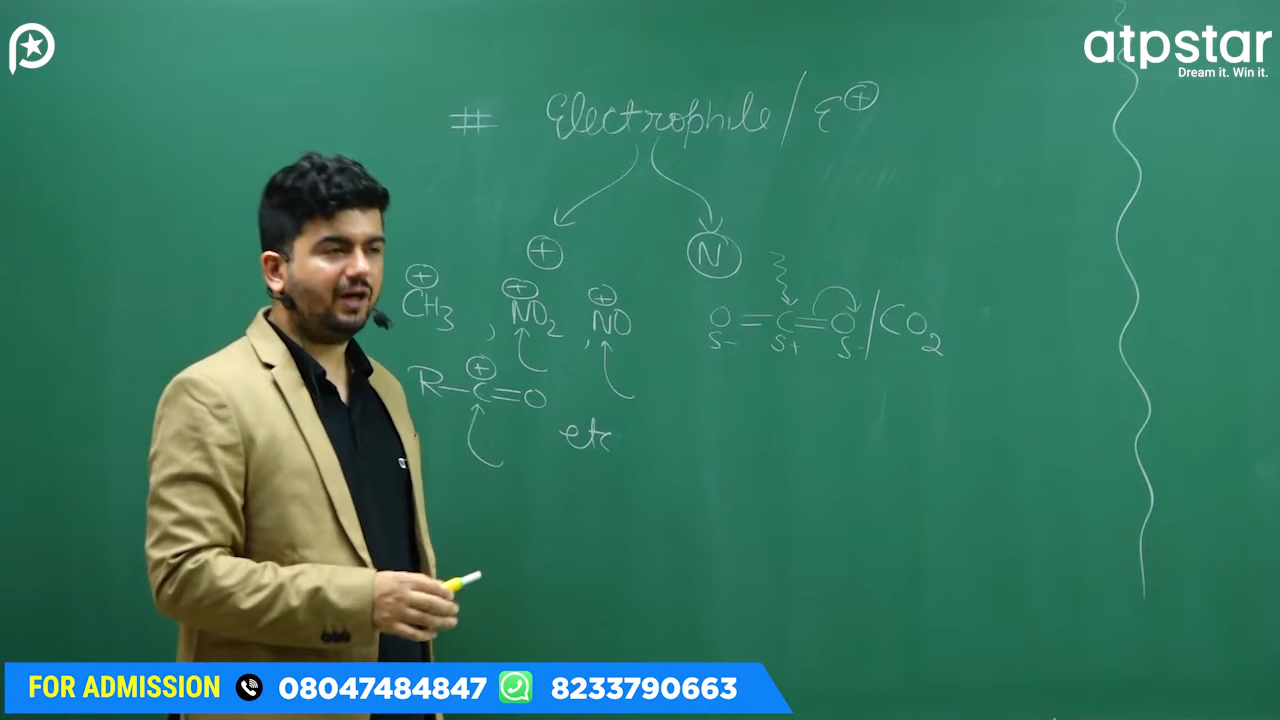 atpstar
Dream it. Win it.
# Electrophile / E⊕
⊕ N
⊕CH3, ⊕NO2, ⊕NO
O=C=O / CO2
δ- δ+ δ-
R-⊕C=O
etc
FOR ADMISSION 08047484847 8233790663